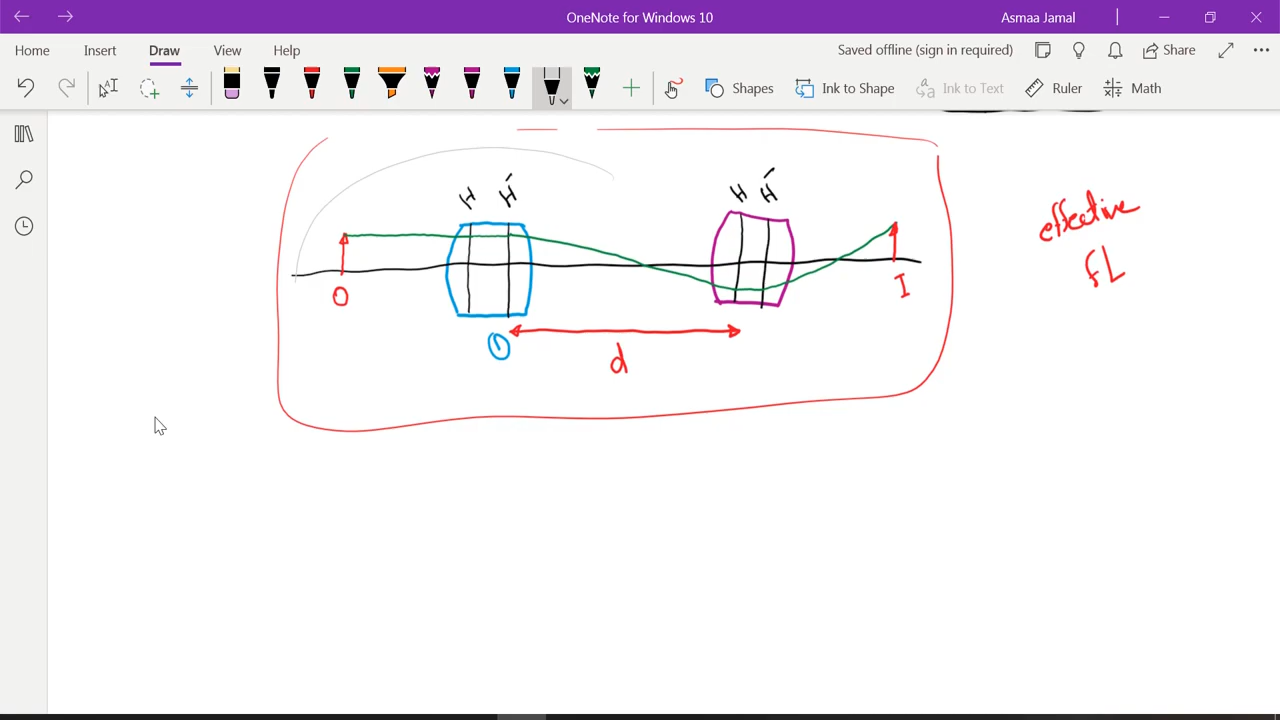 OneNote for Windows 10
Asmaa Jamal
Home Insert Draw View Help
Saved offline (sign in required)
Share
Shapes
Ink to Shape
Ink to Text
Ruler
Math
H H́ H H́
effective
fL
O
I
①
d